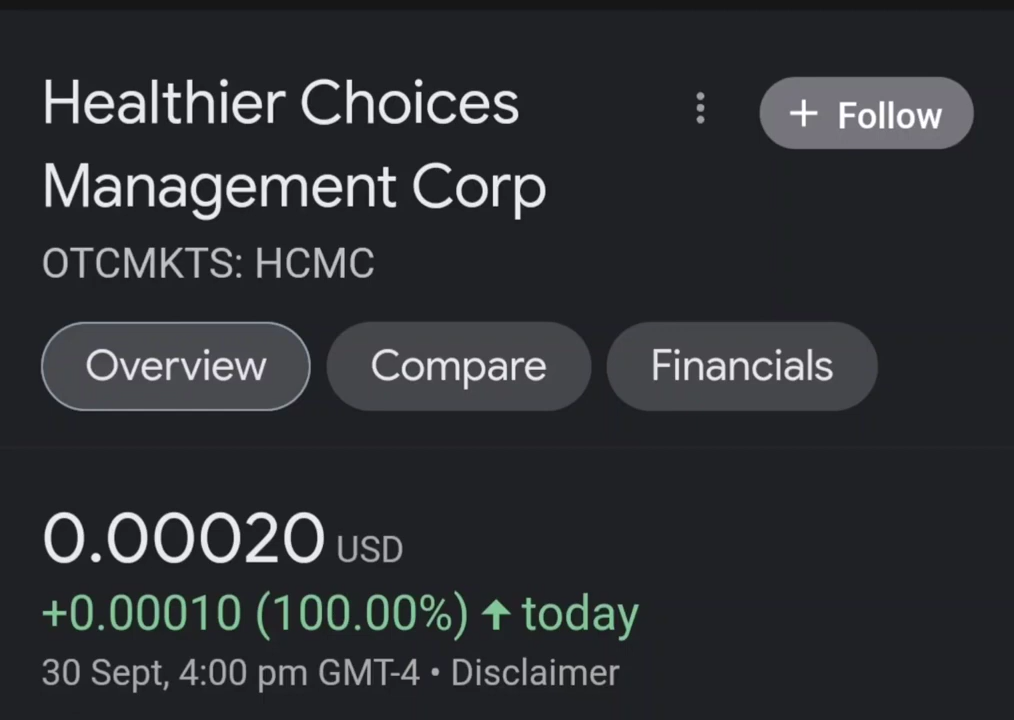 Healthier Choices
Management Corp
+ Follow
OTCMKTS: HCMC
Overview Compare Financials
0.00020 USD
+0.00010 (100.00%) ↑ today
30 Sept, 4:00 pm GMT-4 • Disclaimer